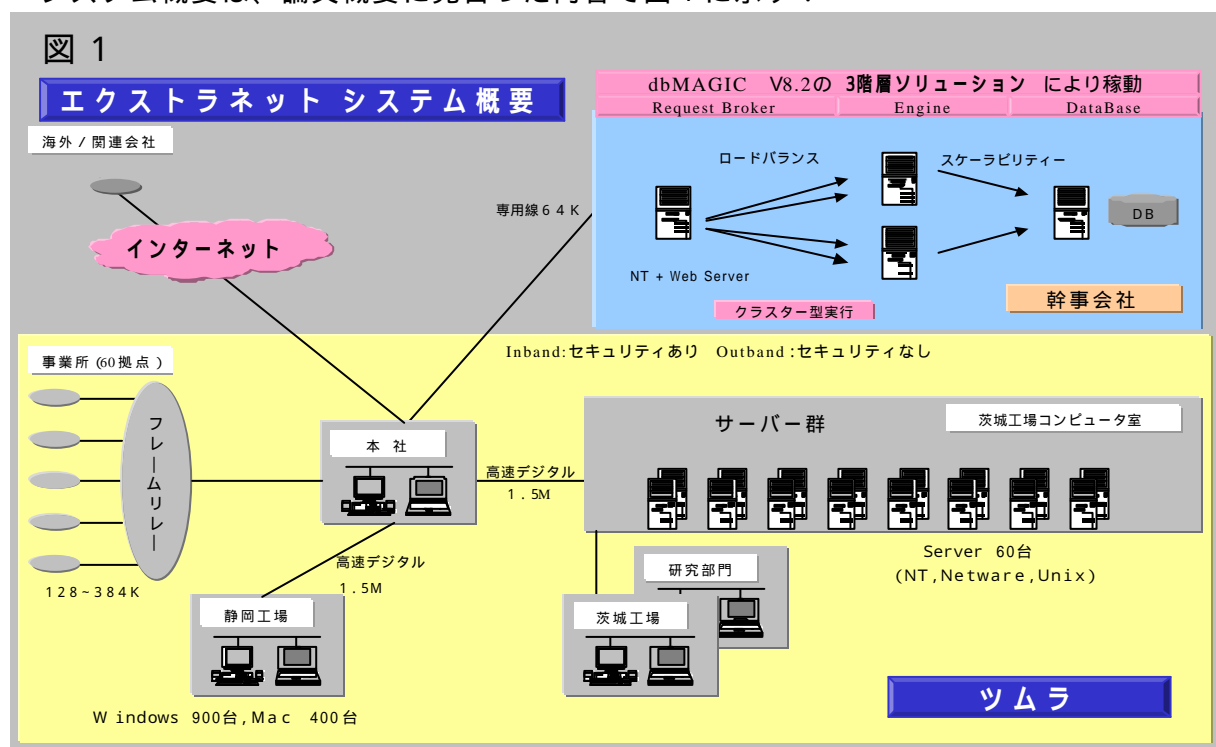 図 1
エクストラネット システム概要
海外 / 関連会社
インターネット
専用線６４Ｋ
dbMAGIC V8.2の 3階層ソリューション により稼動
Request Broker Engine DataBase
ロードバランス スケーラビリティー
DB
NT + Web Server
クラスター型実行
幹事会社
Inband:セキュリティあり Outband:セキュリティなし
事業所 (60拠点)
フレームリレー
128~384K
本 社
高速デジタル
1.5M
サーバー群
茨城工場コンピュータ室
Server 60台
(NT,Netware,Unix)
高速デジタル
1.5M
静岡工場
研究部門
茨城工場
Windows 900台,Mac 400台
ツムラ